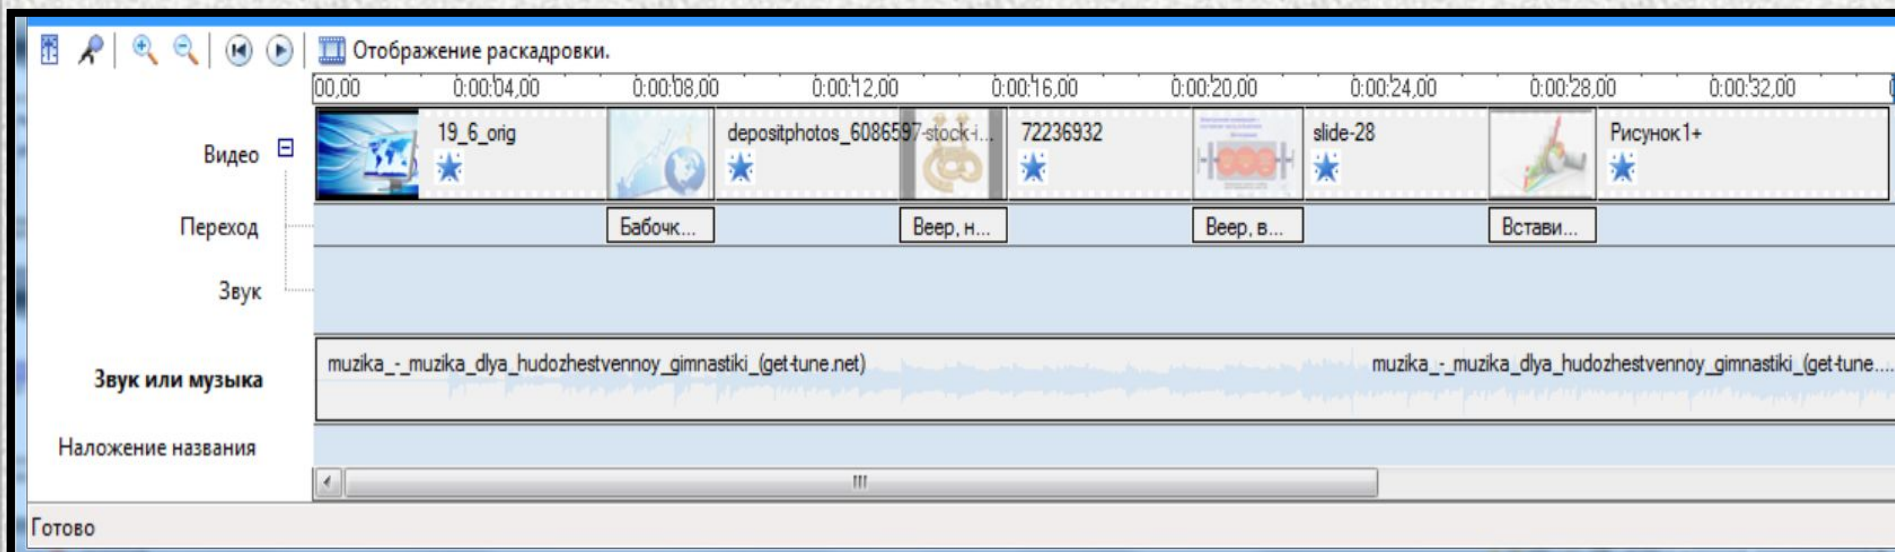 Отображение раскадровки.
00,00 0:00:04,00 0:00:08,00 0:00:12,00 0:00:16,00 0:00:20,00 0:00:24,00 0:00:28,00 0:00:32,00
Видео 19_6_orig depositphotos_6086597-stock-i... 72236932 slide-28 Рисунок1+
Переход Бабочк... Веер, н... Веер, в... Встави...
Звук
Звук или музыка muzika_-_muzika_dlya_hudozhestvennoy_gimnastiki_(get-tune.net) muzika_-_muzika_dlya_hudozhestvennoy_gimnastiki_(get-tune....
Наложение названия
Готово